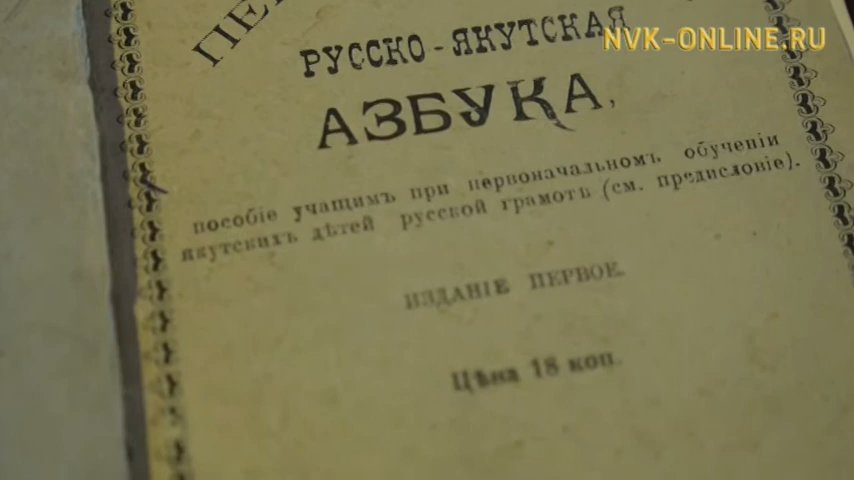 ПЕ
РУССКО-ЯКУТСКАЯ
NVK-ONLINE.RU
АЗБУКА,
пособіе учащимъ при первоначальномъ обученіи
якутскихъ дѣтей русской грамотѣ (см. предисловіе).
ИЗДАНІЕ ПЕРВОЕ.
Цѣна 18 коп.